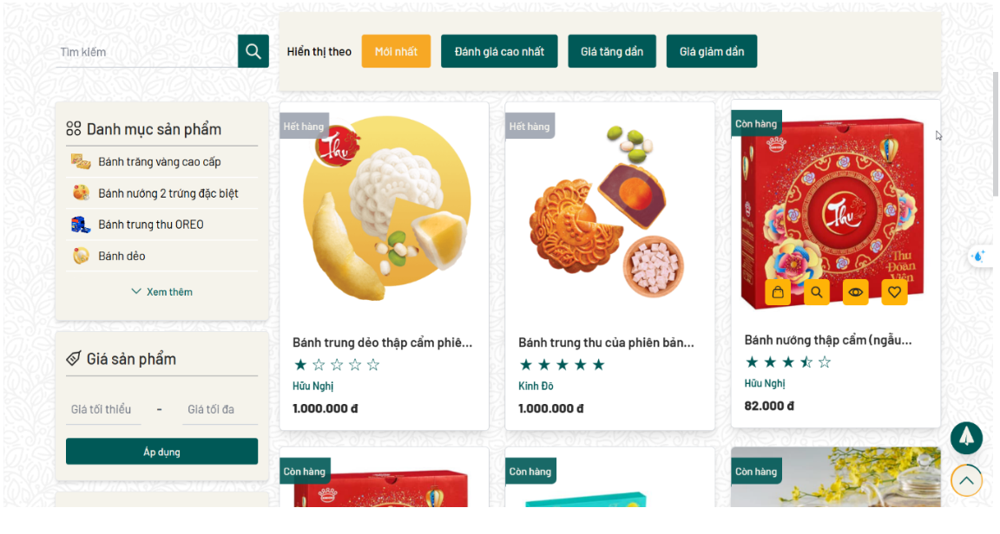 Tìm kiếm
Hiển thị theo
Mới nhất
Đánh giá cao nhất
Giá tăng dần
Giá giảm dần
Danh mục sản phẩm
Bánh trăng vàng cao cấp
Bánh nướng 2 trứng đặc biệt
Bánh trung thu OREO
Bánh dẻo
Xem thêm
Giá sản phẩm
Giá tối thiểu - Giá tối đa
Áp dụng
Hết hàng
Thu
Bánh trung dẻo thập cẩm phiê...
Hữu Nghị
1.000.000 đ
Hết hàng
Bánh trung thu của phiên bản...
Kinh Đô
1.000.000 đ
Còn hàng
Thu
Thu
Đoàn
Viên
Bánh nướng thập cẩm (ngẫu...
Hữu Nghị
82.000 đ
Còn hàng
Còn hàng
Còn hàng